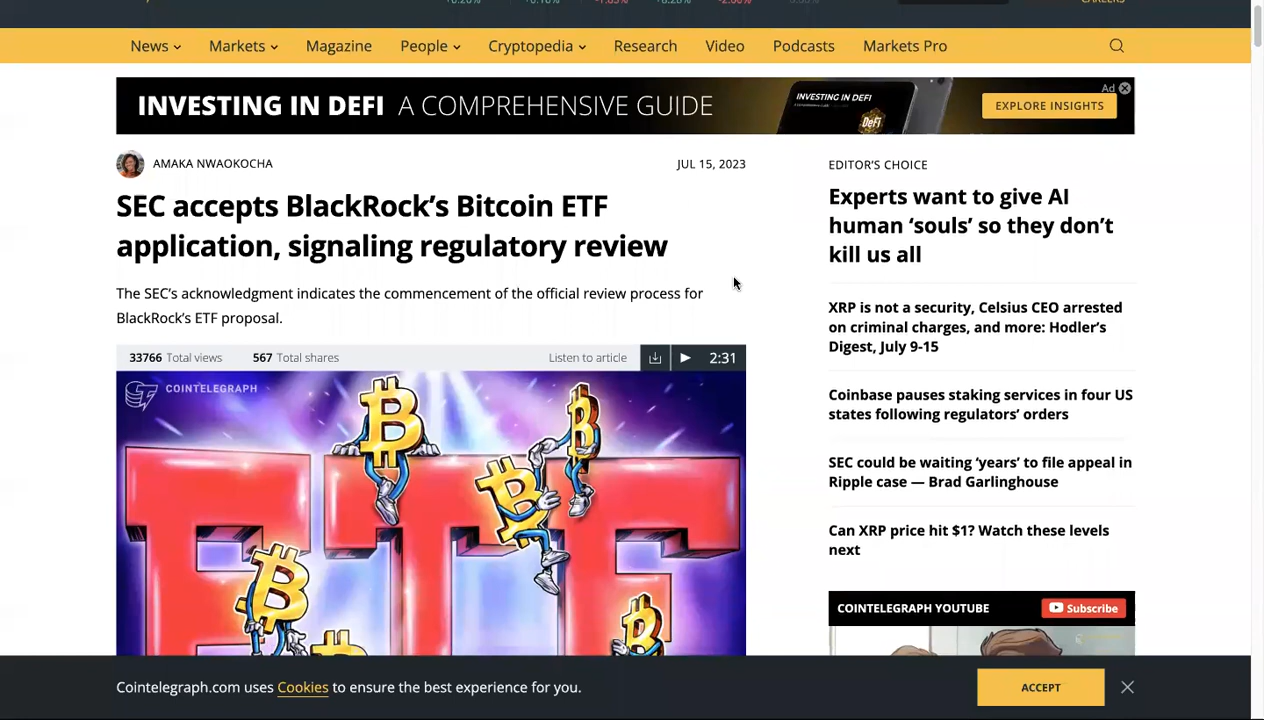 News Markets Magazine People Cryptopedia Research Video Podcasts Markets Pro
INVESTING IN DEFI A COMPREHENSIVE GUIDE
INVESTING IN DEFI
DeFi
Ad
EXPLORE INSIGHTS
AMAKA NWAOKOCHA
JUL 15, 2023
SEC accepts BlackRock’s Bitcoin ETF
application, signaling regulatory review
The SEC’s acknowledgment indicates the commencement of the official review process for
BlackRock’s ETF proposal.
33766 Total views 567 Total shares Listen to article 2:31
COINTELEGRAPH
ETF
EDITOR’S CHOICE
Experts want to give AI
human ‘souls’ so they don’t
kill us all
XRP is not a security, Celsius CEO arrested
on criminal charges, and more: Hodler’s
Digest, July 9-15
Coinbase pauses staking services in four US
states following regulators’ orders
SEC could be waiting ‘years’ to file appeal in
Ripple case — Brad Garlinghouse
Can XRP price hit $1? Watch these levels
next
COINTELEGRAPH YOUTUBE
Subscribe
Cointelegraph.com uses Cookies to ensure the best experience for you.
ACCEPT